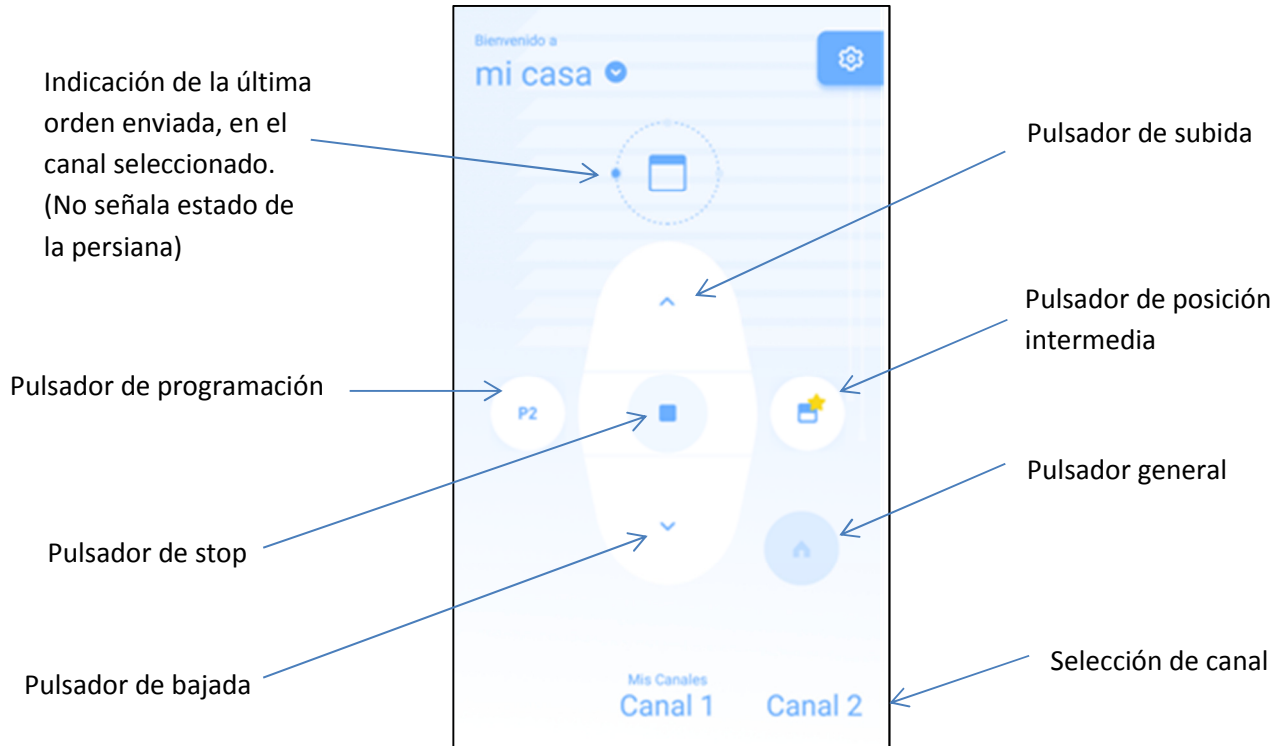 Indicación de la última
orden enviada, en el
canal seleccionado.
(No señala estado de
la persiana)
Pulsador de programación
Pulsador de stop
Pulsador de bajada
Bienvenido a
mi casa
P2
Mis Canales
Canal 1
Canal 2
Pulsador de subida
Pulsador de posición
intermedia
Pulsador general
Selección de canal